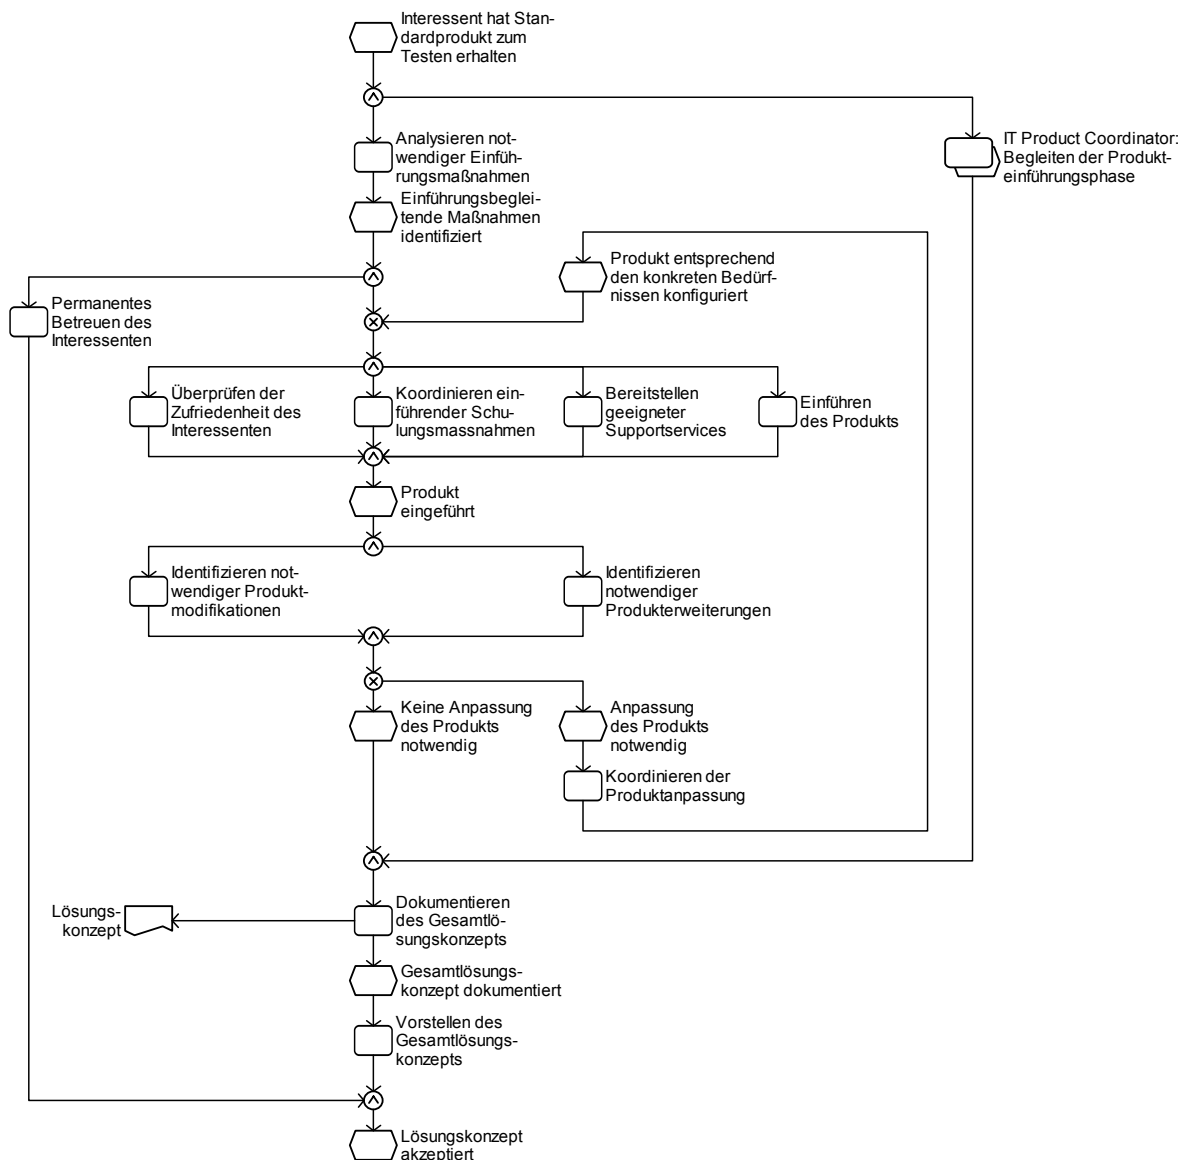 Interessent hat Stan-
dardprodukt zum
Testen erhalten
Analysieren not-
wendiger Einfüh-
rungsmaßnahmen
IT Product Coordinator:
Begleiten der Produkt-
einführungsphase
Einführungsbeglei-
tende Maßnahmen
identifiziert
Produkt entsprechend
den konkreten Bedürf-
nissen konfiguriert
Permanentes
Betreuen des
Interessenten
Überprüfen der
Zufriedenheit des
Interessenten
Koordinieren ein-
führender Schu-
lungsmassnahmen
Bereitstellen
geeigneter
Supportservices
Einführen
des Produkts
Produkt
eingeführt
Identifizieren not-
wendiger Produkt-
modifikationen
Identifizieren
notwendiger
Produkterweiterungen
Keine Anpassung
des Produkts
notwendig
Anpassung
des Produkts
notwendig
Koordinieren der
Produktanpassung
Lösungs-
konzept
Dokumentieren
des Gesamtlö-
sungskonzepts
Gesamtlösungs-
konzept dokumentiert
Vorstellen des
Gesamtlösungs-
konzepts
Lösungskonzept
akzeptiert